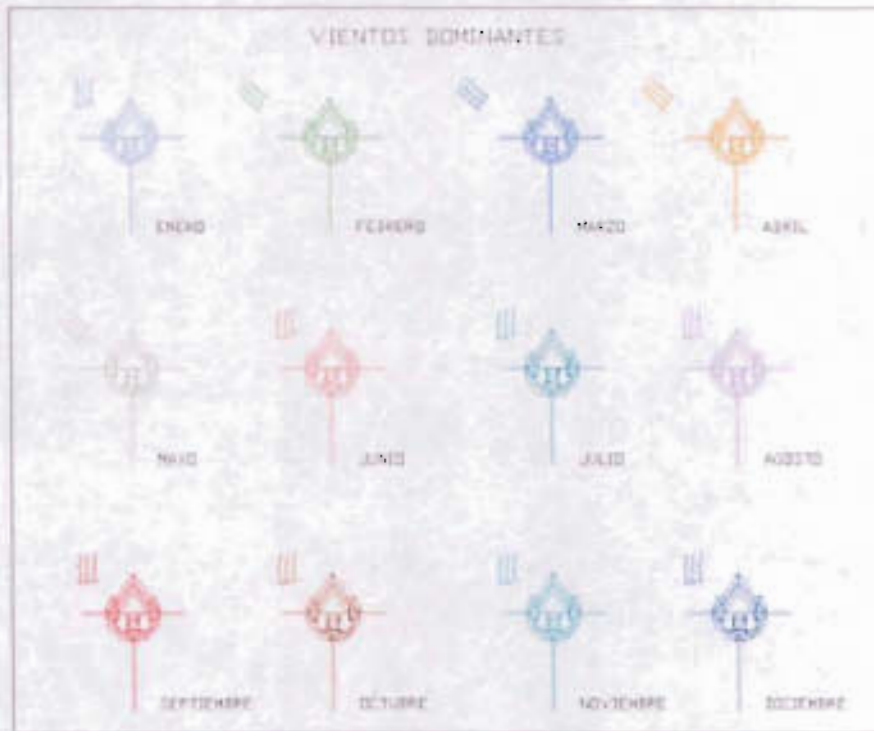 VIENTOS DOMINANTES
ENERO FEBRERO MARZO ABRIL
MAYO JUNIO JULIO AGOSTO
SEPTIEMBRE OCTUBRE NOVIEMBRE DICIEMBRE